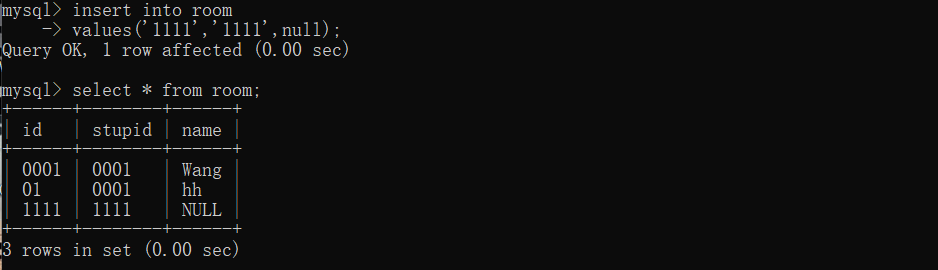 mysql> insert into room
    -> values('1111','1111',null);
Query OK, 1 row affected (0.00 sec)

mysql> select * from room;
+------+--------+------+
| id   | stupid | name |
+------+--------+------+
| 0001 | 0001   | Wang |
| 01   | 0001   | hh   |
| 1111 | 1111   | NULL |
+------+--------+------+
3 rows in set (0.00 sec)